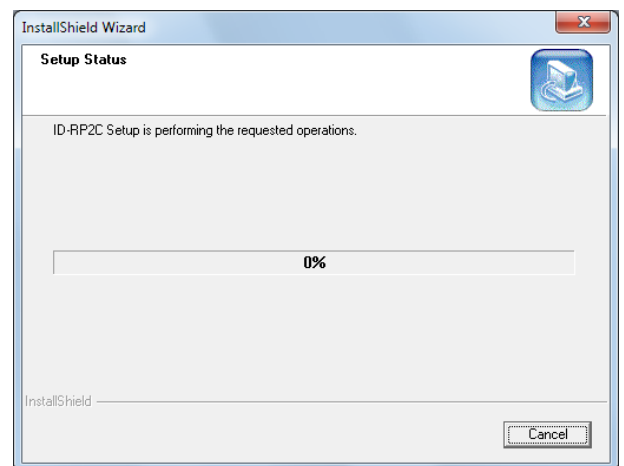 InstallShield Wizard
Setup Status
ID-RP2C Setup is performing the requested operations.
0%
InstallShield
Cancel